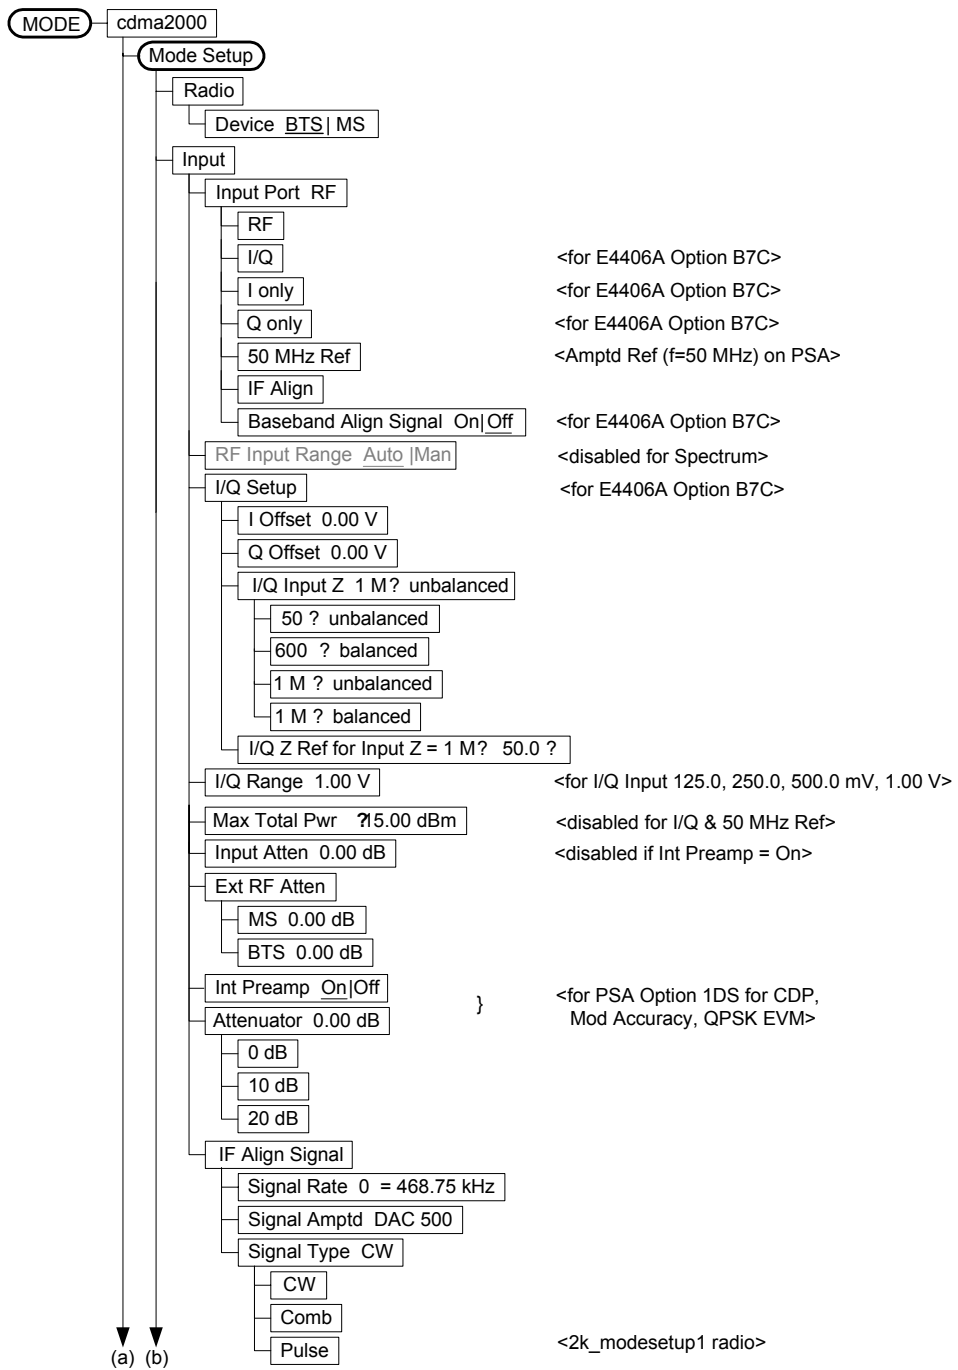 MODE cdma2000
Mode Setup
Radio
Device BTS| MS
Input
Input Port RF
RF
I/Q <for E4406A Option B7C>
I only <for E4406A Option B7C>
Q only <for E4406A Option B7C>
50 MHz Ref <Amptd Ref (f=50 MHz) on PSA>
IF Align
Baseband Align Signal On|Off <for E4406A Option B7C>
RF Input Range Auto |Man <disabled for Spectrum>
I/Q Setup <for E4406A Option B7C>
I Offset 0.00 V
Q Offset 0.00 V
I/Q Input Z 1 M? unbalanced
50 ? unbalanced
600 ? balanced
1 M ? unbalanced
1 M ? balanced
I/Q Z Ref for Input Z = 1 M? 50.0 ?
I/Q Range 1.00 V <for I/Q Input 125.0, 250.0, 500.0 mV, 1.00 V>
Max Total Pwr ?15.00 dBm <disabled for I/Q & 50 MHz Ref>
Input Atten 0.00 dB <disabled if Int Preamp = On>
Ext RF Atten
MS 0.00 dB
BTS 0.00 dB
Int Preamp On|Off } <for PSA Option 1DS for CDP,
Mod Accuracy, QPSK EVM>
Attenuator 0.00 dB
0 dB
10 dB
20 dB
IF Align Signal
Signal Rate 0 = 468.75 kHz
Signal Amptd DAC 500
Signal Type CW
CW
Comb
Pulse <2k_modesetup1 radio>
(a) (b)